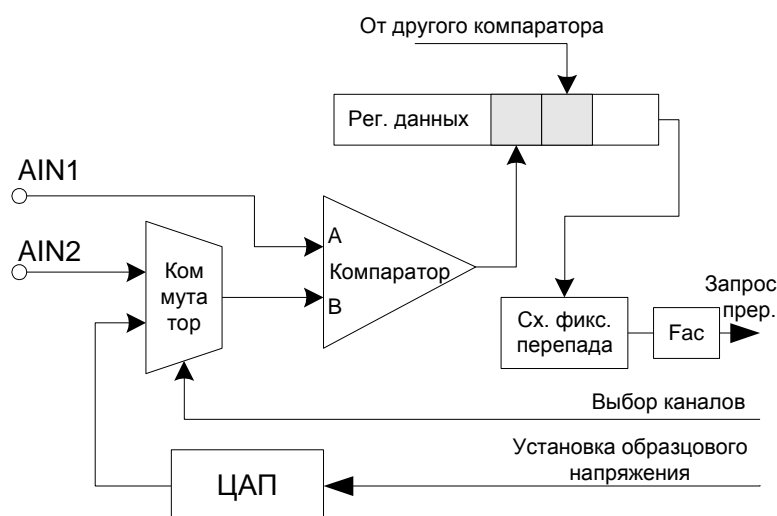 От другого компаратора
Рег. данных
AIN1
AIN2
Ком
мута
тор
A
Компаратор
B
Сх. фикс.
перепада
Fac
Запрос
прер.
Выбор каналов
Установка образцового
напряжения
ЦАП